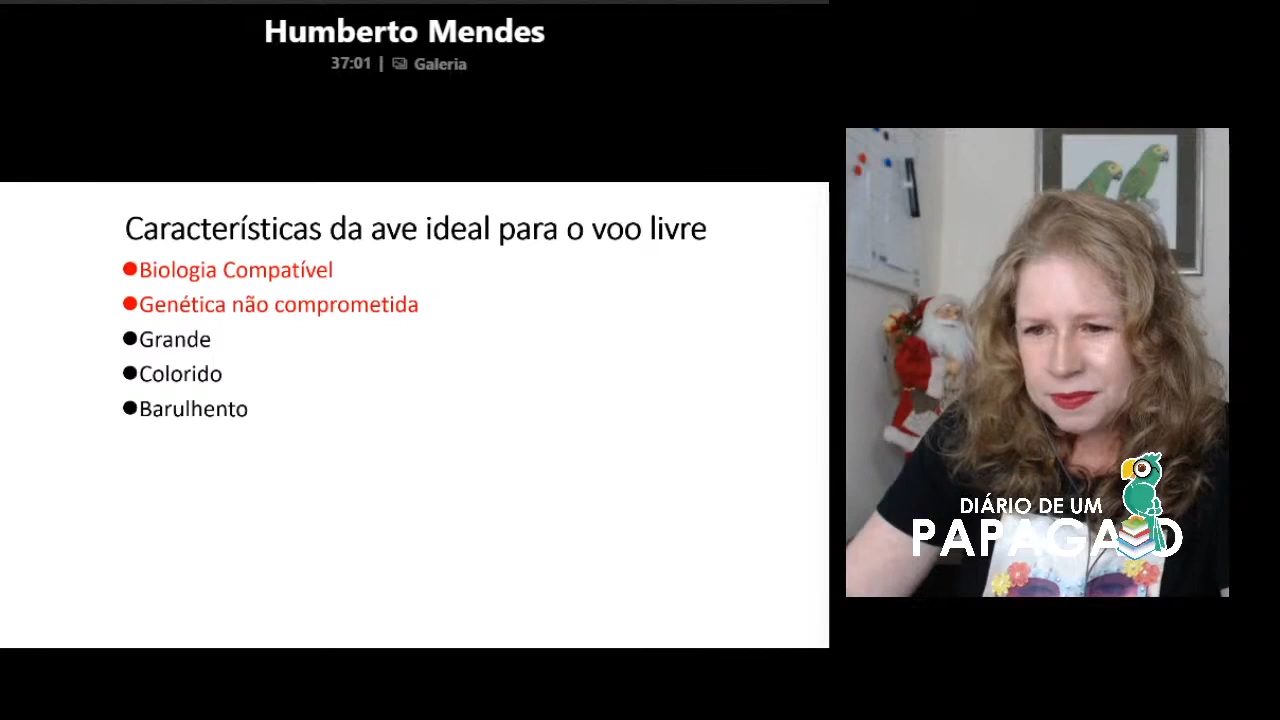 Humberto Mendes
37:01 | Galeria
Características da ave ideal para o voo livre
●Biologia Compatível
●Genética não comprometida
●Grande
●Colorido
●Barulhento
DIÁRIO DE UM
PAPAGAIO